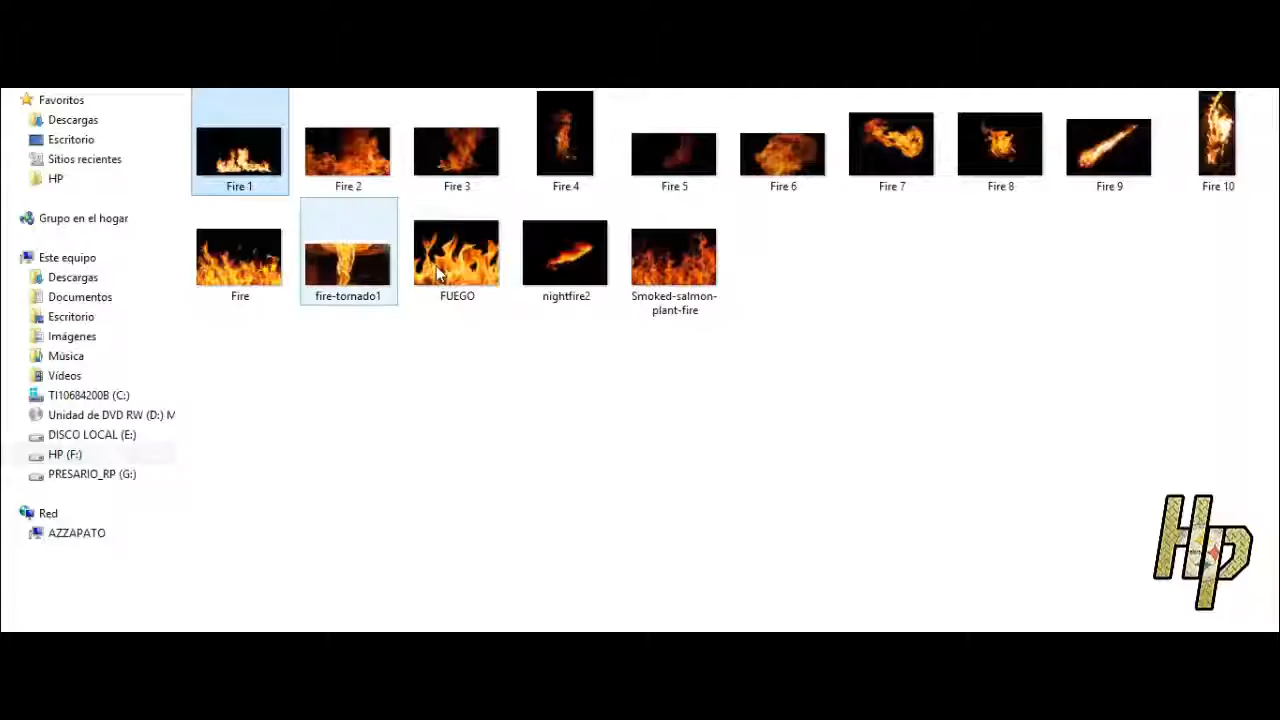 Favoritos
Descargas
Escritorio
Sitios recientes
HP
Grupo en el hogar
Este equipo
Descargas
Documentos
Escritorio
Imágenes
Música
Vídeos
TI10684200B (C:)
Unidad de DVD RW (D:) M
DISCO LOCAL (E:)
HP (F:)
PRESARIO_RP (G:)
Red
AZZAPATO
Fire 1
Fire 2
Fire 3
Fire 4
Fire 5
Fire 6
Fire 7
Fire 8
Fire 9
Fire 10
Fire
fire-tornado1
FUEGO
nightfire2
Smoked-salmon-
plant-fire
Hp